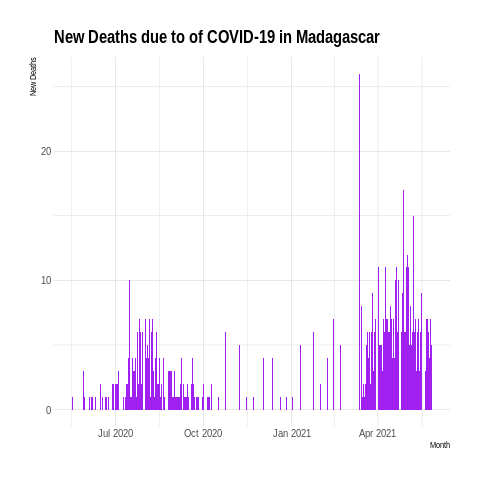 New Deaths due to of COVID-19 in Madagascar
New Deaths
20
10
0
Jul 2020
Oct 2020
Jan 2021
Apr 2021
Month